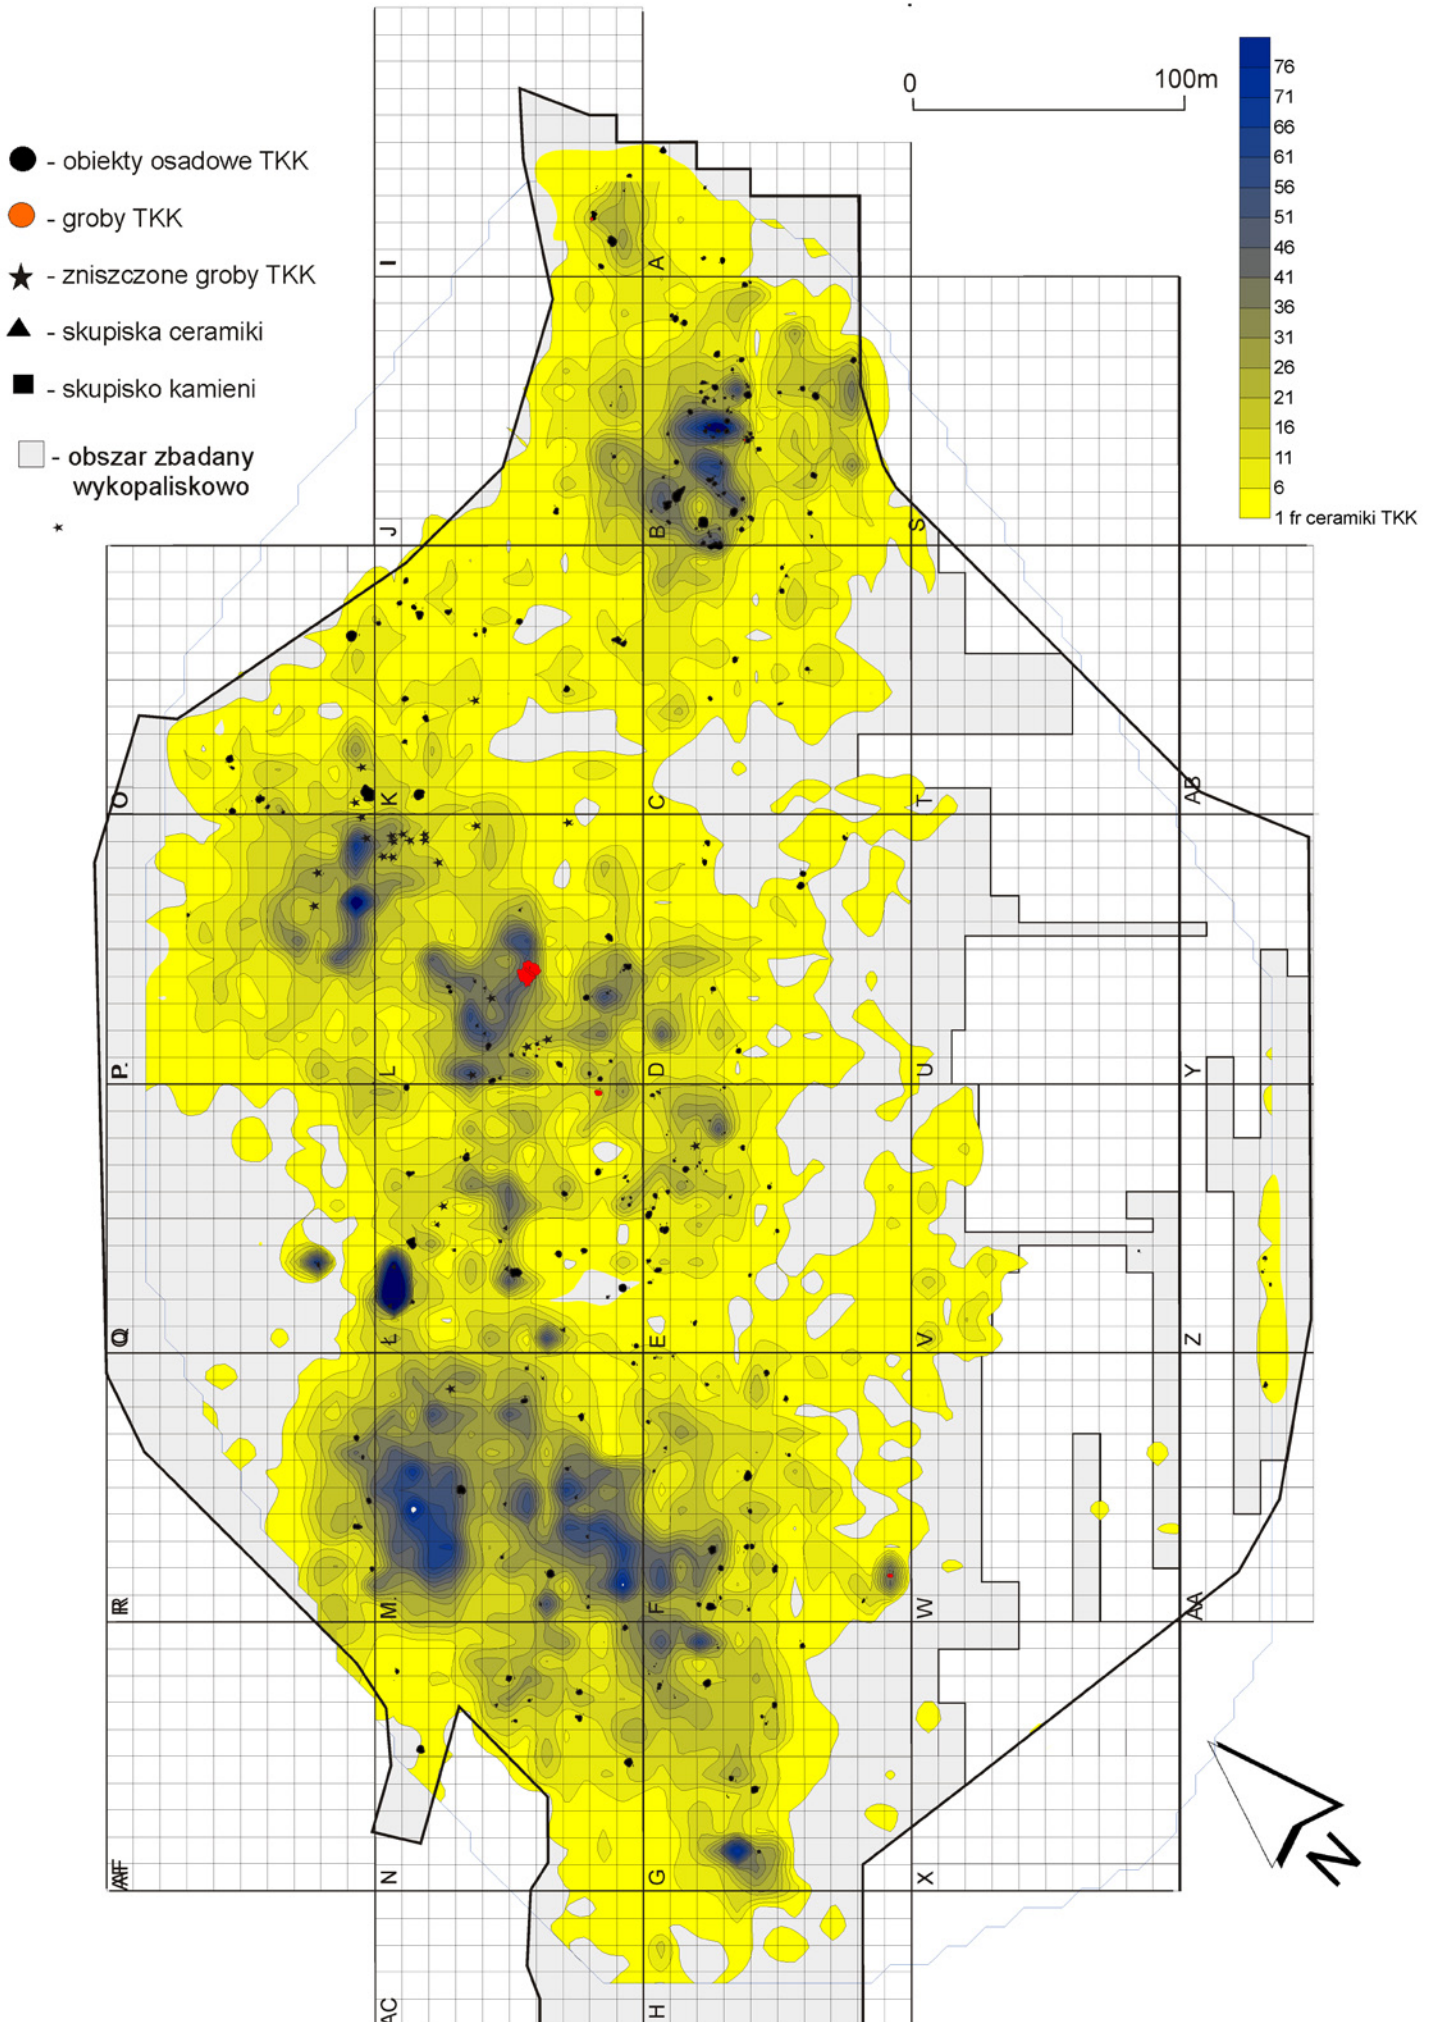 0 100m
76
71
66
61
56
51
46
41
36
31
26
21
16
11
6
1 fr ceramiki TKK
- obiekty osadowe TKK
- groby TKK
- zniszczone groby TKK
- skupiska ceramiki
- skupisko kamieni
- obszar zbadany
wykopaliskowo
I A
J B S
O K C T AB
P. L D U Y
Q Ł E V Z
R M. F W AA
AF N G X
AC H
N